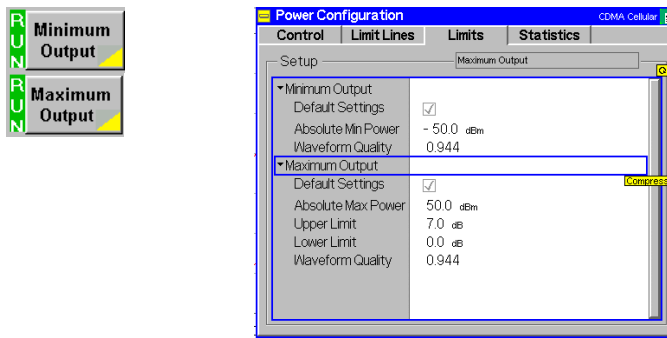 RUN Minimum Output
RUN Maximum Output
Power Configuration CDMA Cellular
Control Limit Lines Limits Statistics
Setup Maximum Output
Q
Minimum Output
Default Settings
Absolute Min Power - 50.0 dBm
Waveform Quality 0.944
Maximum Output
Default Settings
Compress
Absolute Max Power 50.0 dBm
Upper Limit 7.0 dB
Lower Limit 0.0 dB
Waveform Quality 0.944